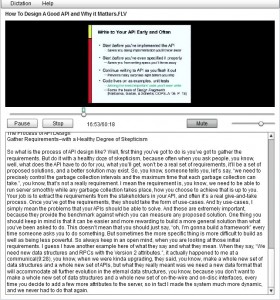 Dictation Help
How To Design A Good API and Why it Matters.FLV
Write to Your API Early and Often
Start before you've implemented the API
Start before you've even specified it properly
Continue writing to API as you flesh it out
Pause Stop 16:53/60:18 Mute
The Process of API Design
Gather Requirements--with a Healthy Degree of Skepticism
So what is the process of API design like? Well, first thing you've got to do is you've got to gather the
requirements. But do it with a healthy dose of skepticism, because often when you ask people, you know,
well, what does the API have to do for you, what you'll get, won't be a real set of requirements, it'll be a set of
proposed solutions, and a better solution may exist. So, you know, someone tells you, let's say, "we need to
precisely control the garbage collection intervals and the maximum time that each garbage collection can
take.", you know, that's not a really requirement. I mean the requirement is, you know, we need to be able to
run server smoothly while any garbage collection takes place, how you choose to achieve that is up to you.
Your job is to extract the requirements from the stakeholders in your API, and often it's a real give-and-take
process. Once you've got the requirements, they should take the form of use-cases. And by use-cases, I
simply mean the problems that your APIs should be able to solve. And these are extremely important,
because they provide the benchmark against which you can measure any proposed solution. One thing you
should keep in mind is that it can be easier and more rewarding to build a more general solution than what
you've been asked to do. This doesn't mean that you should just say, "oh, I'm gonna build a framework" every
time someone asks you to do something. But sometimes the more specific thing is more difficult to build as
well as being less powerful. So always keep in an open mind, when you are looking at those initial
requirements. I guess I have another example here of what they say, and what they mean. When they say, "We
need new data structures and RPCs with the Version 2 attributes.", it actually happened to me at a
companycall 2B, you know, when we were kinda upgrading, they said, you know, make a whole new set of
data structures and a whole new set of APIs, but what they really meant was we need a new data format that
will accommodate all further evolution in the eternal data structures, you know, because you don't want to
make a whole new set of data structures and a whole new set of on-the-wire and on-disc interfaces, every
time you decide to add a few more attributes to the server, so in fact I made the system much more dynamic,
and we never had to do that again.